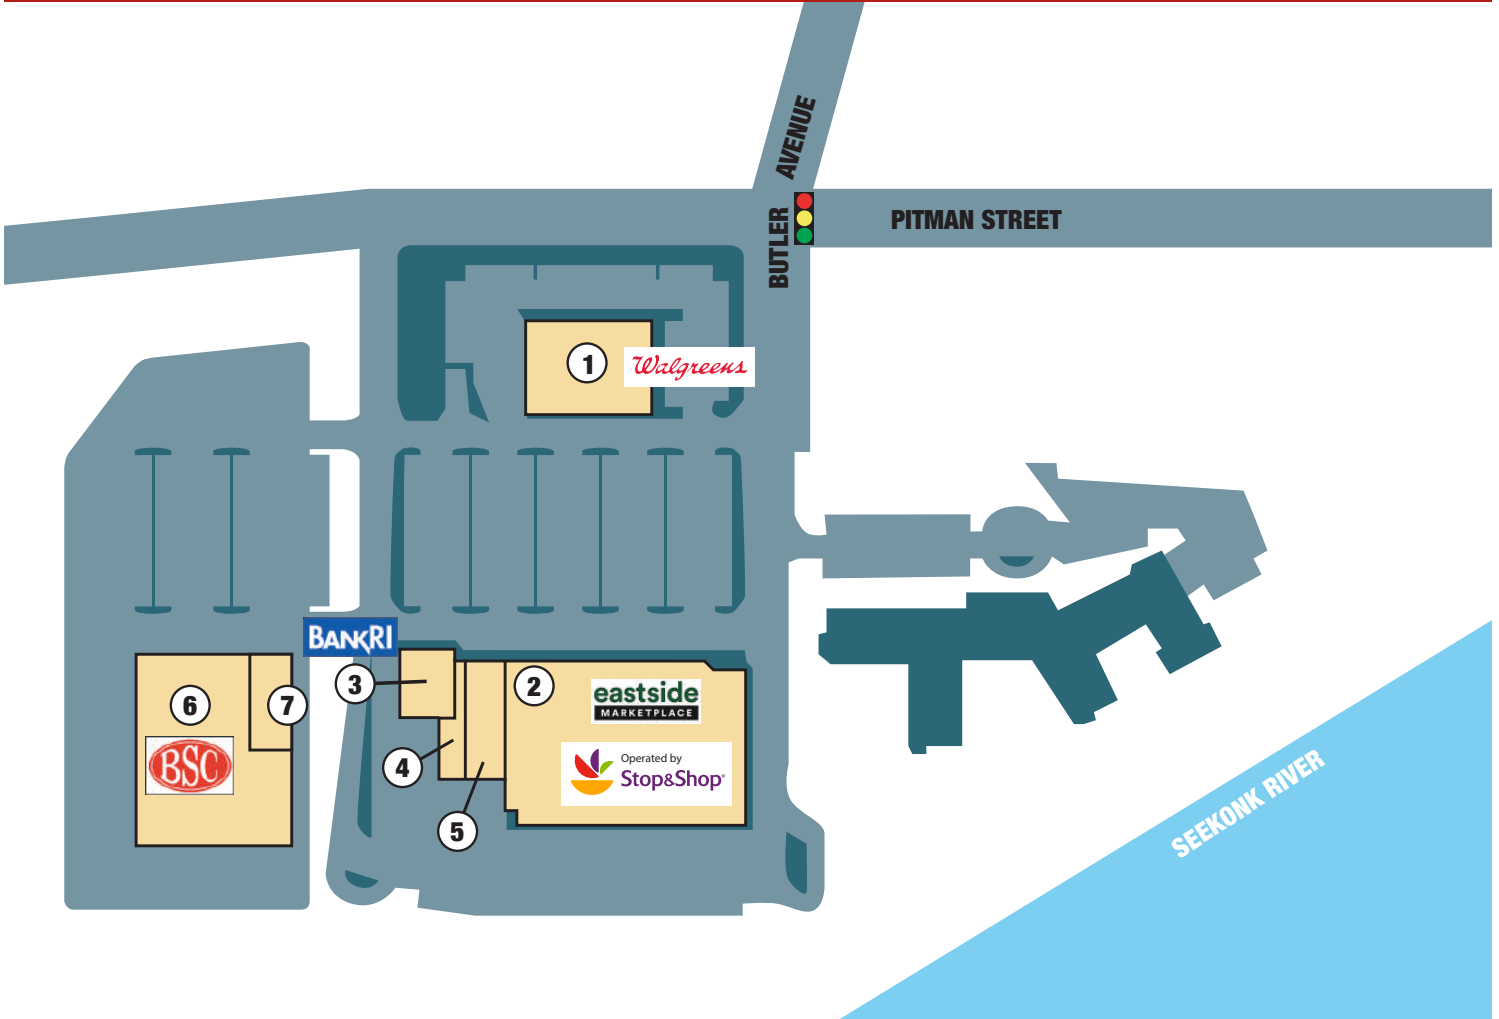 BUTLER AVENUE
PITMAN STREET
1
Walgreens
BANKRI
3
2
6
7
eastside
MARKETPLACE
BSC
4
Operated by
Stop&Shop®
5
SEEKONK RIVER